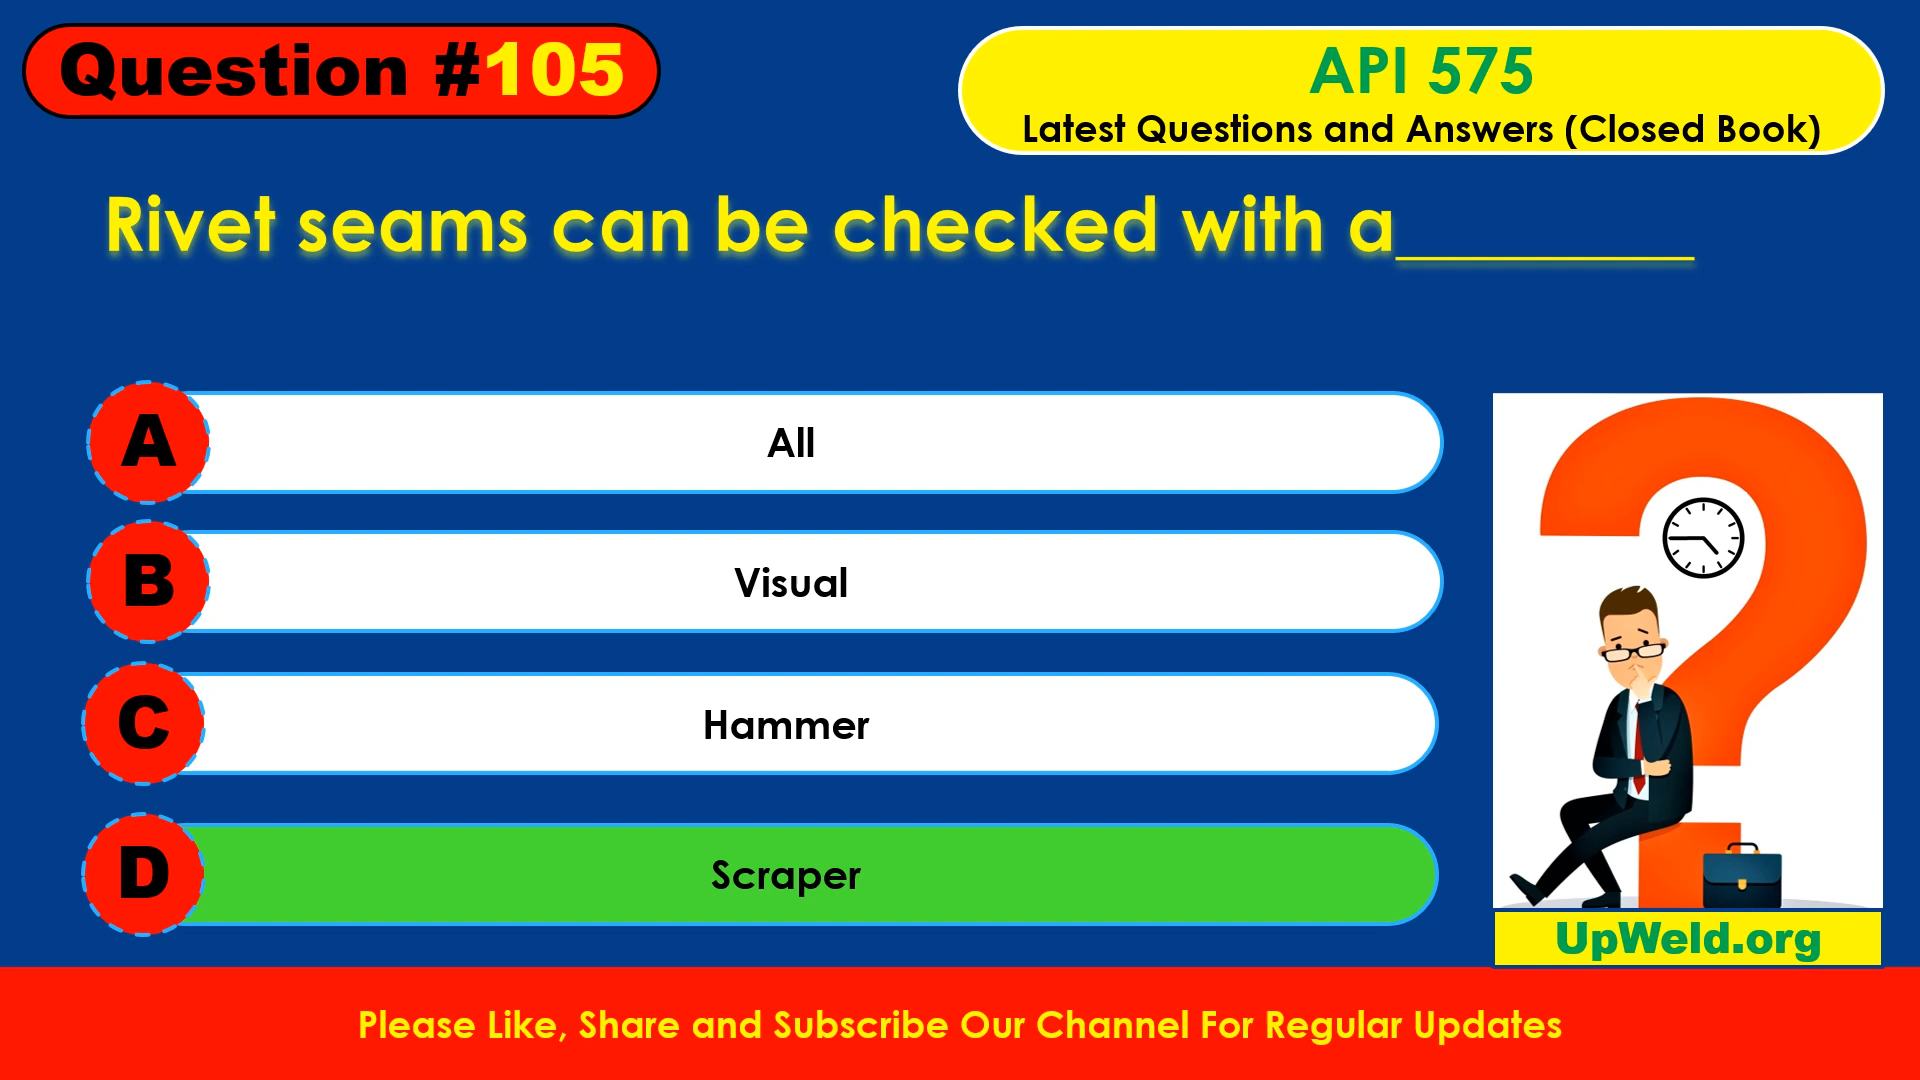 Question #105
API 575
Latest Questions and Answers (Closed Book)
Rivet seams can be checked with a________
A
All
B
Visual
C
Hammer
D
Scraper
UpWeld.org
Please Like, Share and Subscribe Our Channel For Regular Updates